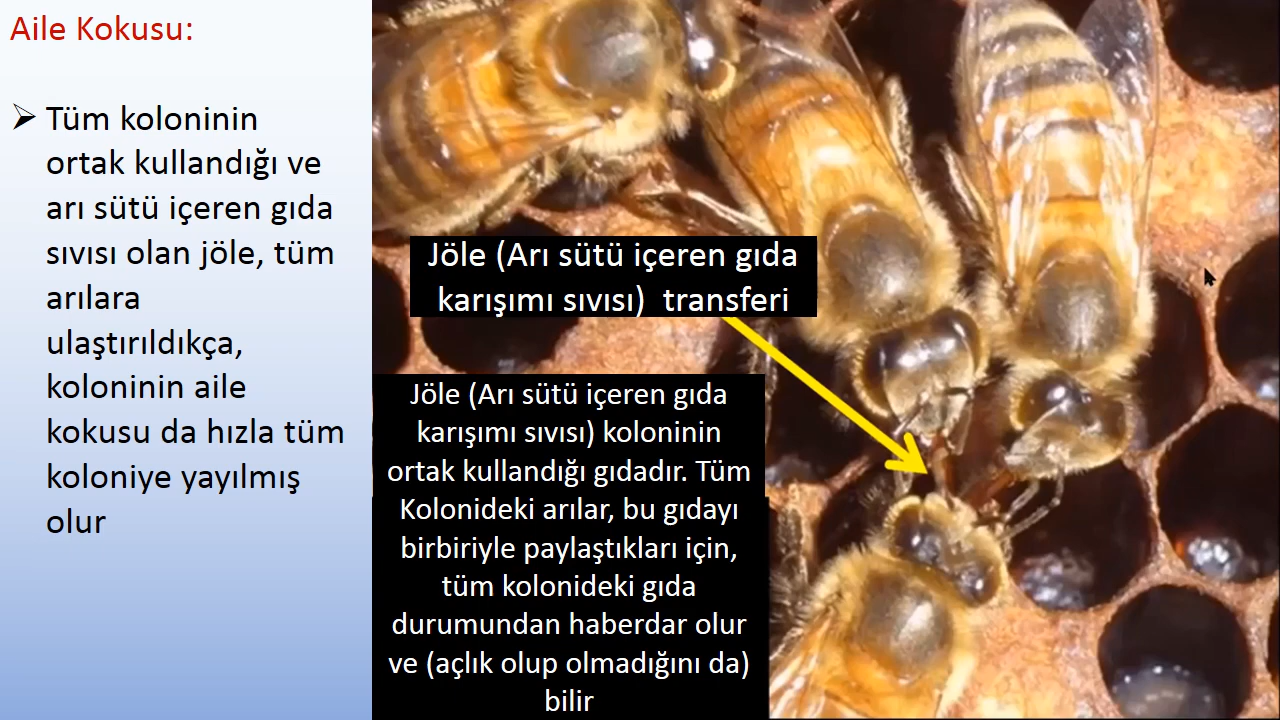 Aile Kokusu:
➢ Tüm koloninin
ortak kullandığı ve
arı sütü içeren gıda
sıvısı olan jöle, tüm
arılara
ulaştırıldıkça,
koloninin aile
kokusu da hızla tüm
koloniye yayılmış
olur
Jöle (Arı sütü içeren gıda
karışımı sıvısı) transferi
Jöle (Arı sütü içeren gıda
karışımı sıvısı) koloninin
ortak kullandığı gıdadır. Tüm
Kolonideki arılar, bu gıdayı
birbiriyle paylaştıkları için,
tüm kolonideki gıda
durumundan haberdar olur
ve (açlık olup olmadığını da)
bilir